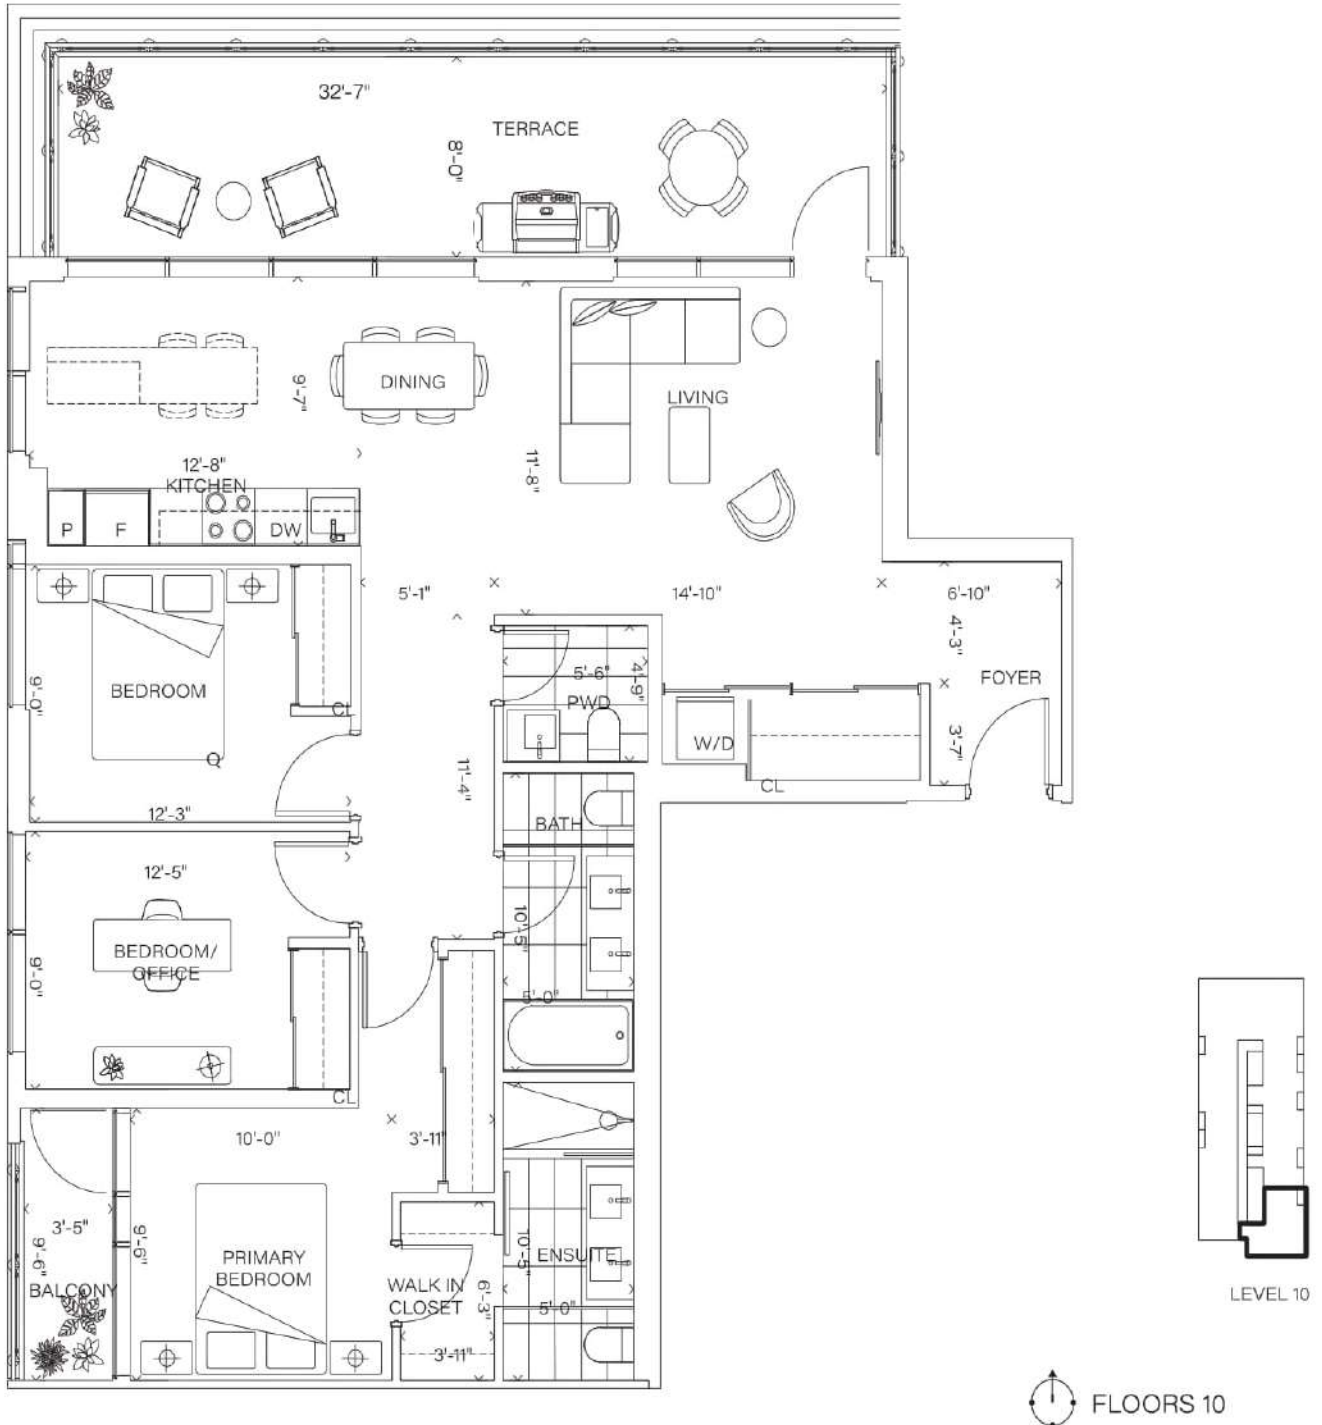 32'-7"
TERRACE
8'-0"
DINING
9'-7"
LIVING
12'-8"
KITCHEN
11'-8"
P
F
DW
5'-1"
14'-10"
6'-10"
4'-3"
FOYER
5'-6"
4'-9"
PWD
9'-0"
BEDROOM
CL
W/D
3'-7"
Q
11'-4"
CL
12'-3"
BATH
12'-5"
10'-5"
BEDROOM/
OFFICE
9'-0"
5'-0"
CL
10'-0"
3'-11"
3'-5"
9'-6"
9'-6"
BALCONY
PRIMARY
BEDROOM
WALK IN
CLOSET
6'-3"
10'-5"
ENSUITE
5'-0"
3'-11"
LEVEL 10
FLOORS 10